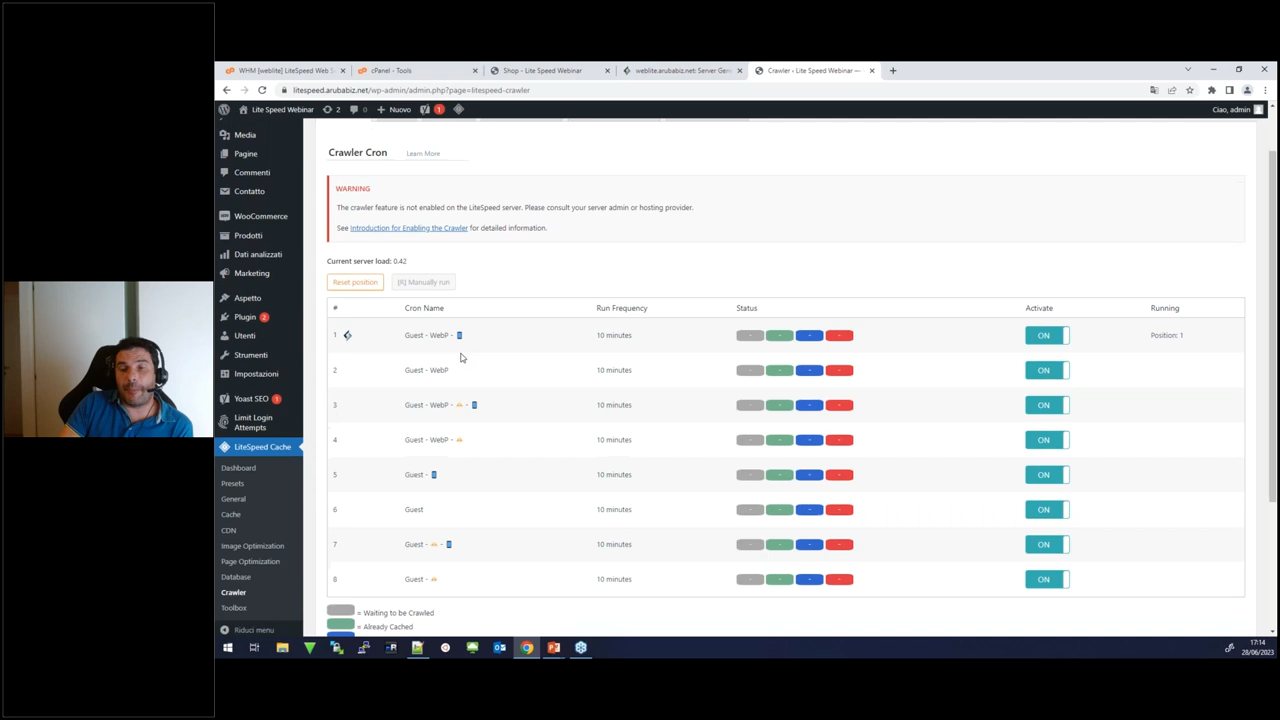 WHM [weblite] LiteSpeed Web S
cPanel - Tools
Shop - Lite Speed Webinar
weblite.arubabiz.net: Server Gen
Crawler ‹ Lite Speed Webinar —
litespeed.arubabiz.net/wp-admin/admin.php?page=litespeed-crawler
Lite Speed Webinar
2
0
Nuovo
1
Ciao, admin
Media
Pagine
Commenti
Contatto
WooCommerce
Prodotti
Dati analizzati
Marketing
Aspetto
Plugin 2
Utenti
Strumenti
Impostazioni
Yoast SEO 1
Limit Login
Attempts
LiteSpeed Cache
Dashboard
Presets
General
Cache
CDN
Image Optimization
Page Optimization
Database
Crawler
Toolbox
Riduci menu
Crawler Cron
Learn More
WARNING
The crawler feature is not enabled on the LiteSpeed server. Please consult your server admin or hosting provider.
See Introduction for Enabling the Crawler for detailed information.
Current server load: 0.42
Reset position
[R] Manually run
# Cron Name Run Frequency Status Activate Running
1 Guest - WebP - 10 minutes - - - - ON Position: 1
2 Guest - WebP 10 minutes - - - - ON
3 Guest - WebP - - 10 minutes - - - - ON
4 Guest - WebP - 10 minutes - - - - ON
5 Guest - 10 minutes - - - - ON
6 Guest 10 minutes - - - - ON
7 Guest - - 10 minutes - - - - ON
8 Guest - 10 minutes - - - - ON
= Waiting to be Crawled
= Already Cached
17:14
28/06/2023